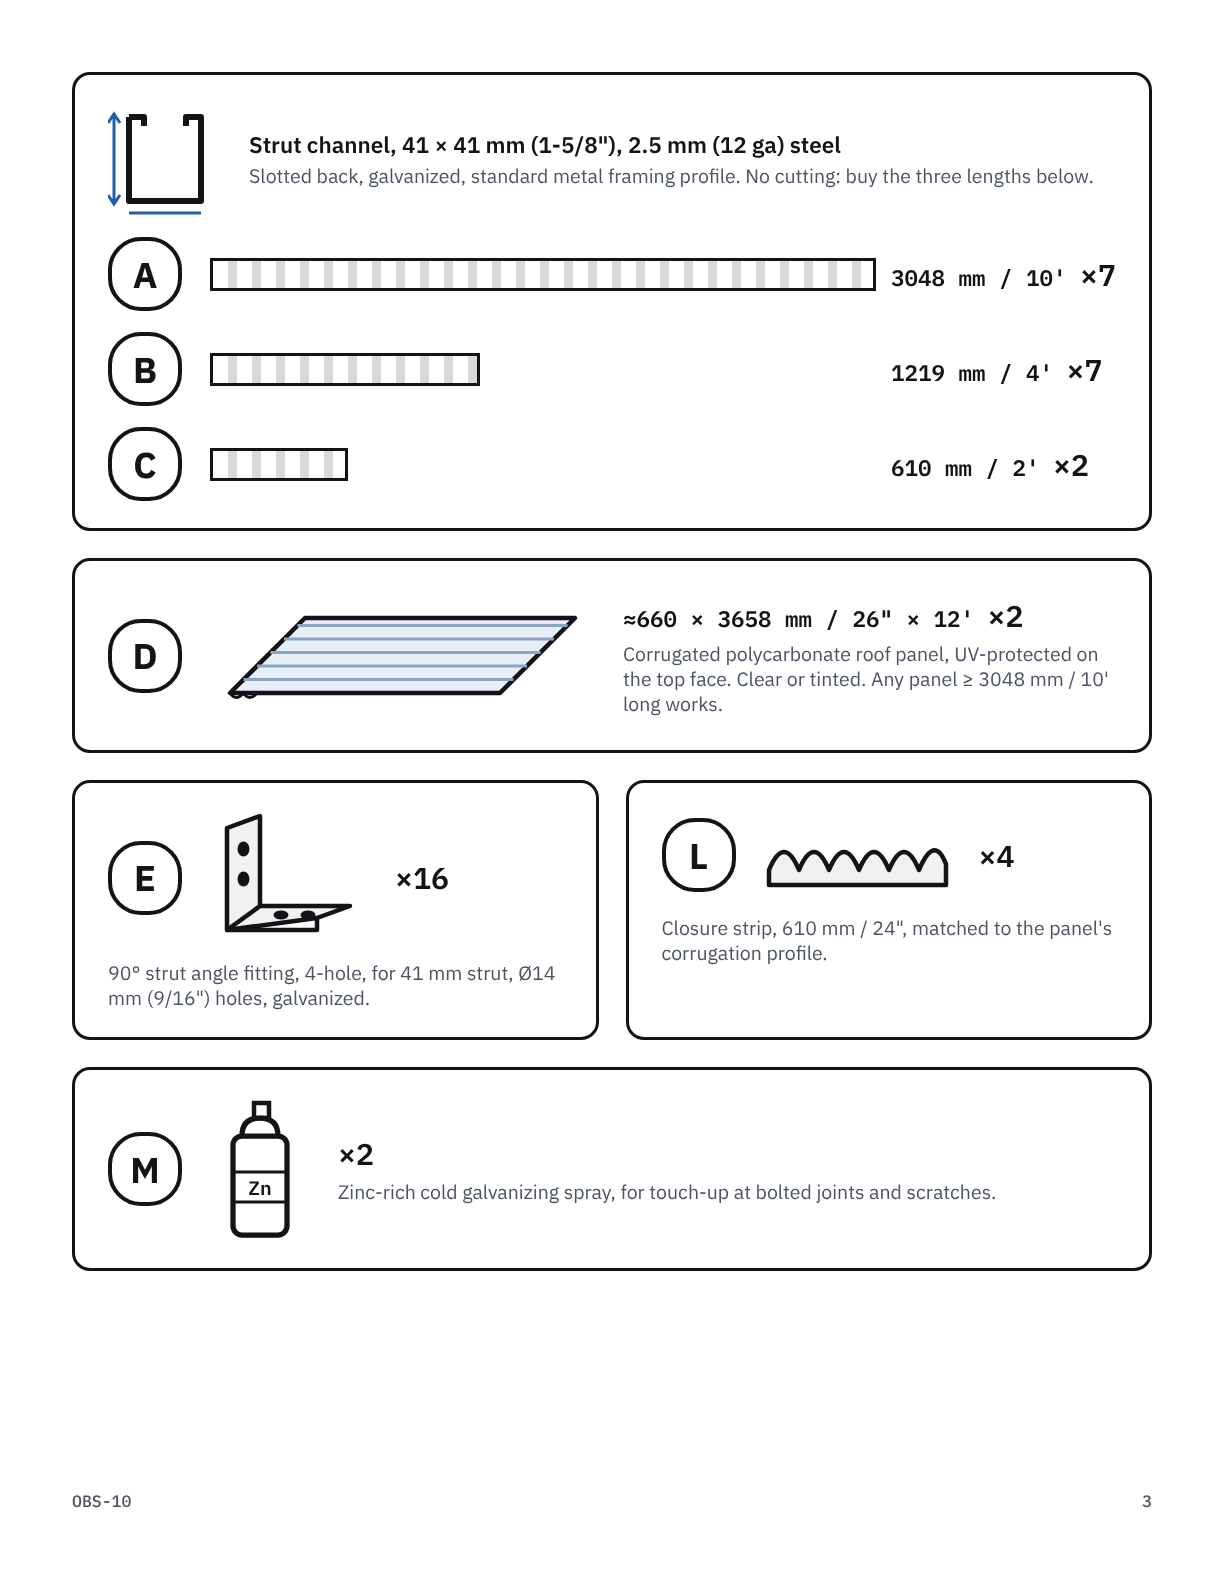 Strut channel, 41 × 41 mm (1-5/8"), 2.5 mm (12 ga) steel
Slotted back, galvanized, standard metal framing profile. No cutting: buy the three lengths below.
A 3048 mm / 10' ×7
B 1219 mm / 4' ×7
C 610 mm / 2' ×2
D
≈660 × 3658 mm / 26" × 12' ×2
Corrugated polycarbonate roof panel, UV-protected on
the top face. Clear or tinted. Any panel ≥ 3048 mm / 10'
long works.
E ×16
90° strut angle fitting, 4-hole, for 41 mm strut, Ø14
mm (9/16") holes, galvanized.
L ×4
Closure strip, 610 mm / 24", matched to the panel's
corrugation profile.
M
Zn
×2
Zinc-rich cold galvanizing spray, for touch-up at bolted joints and scratches.
OBS-10 3